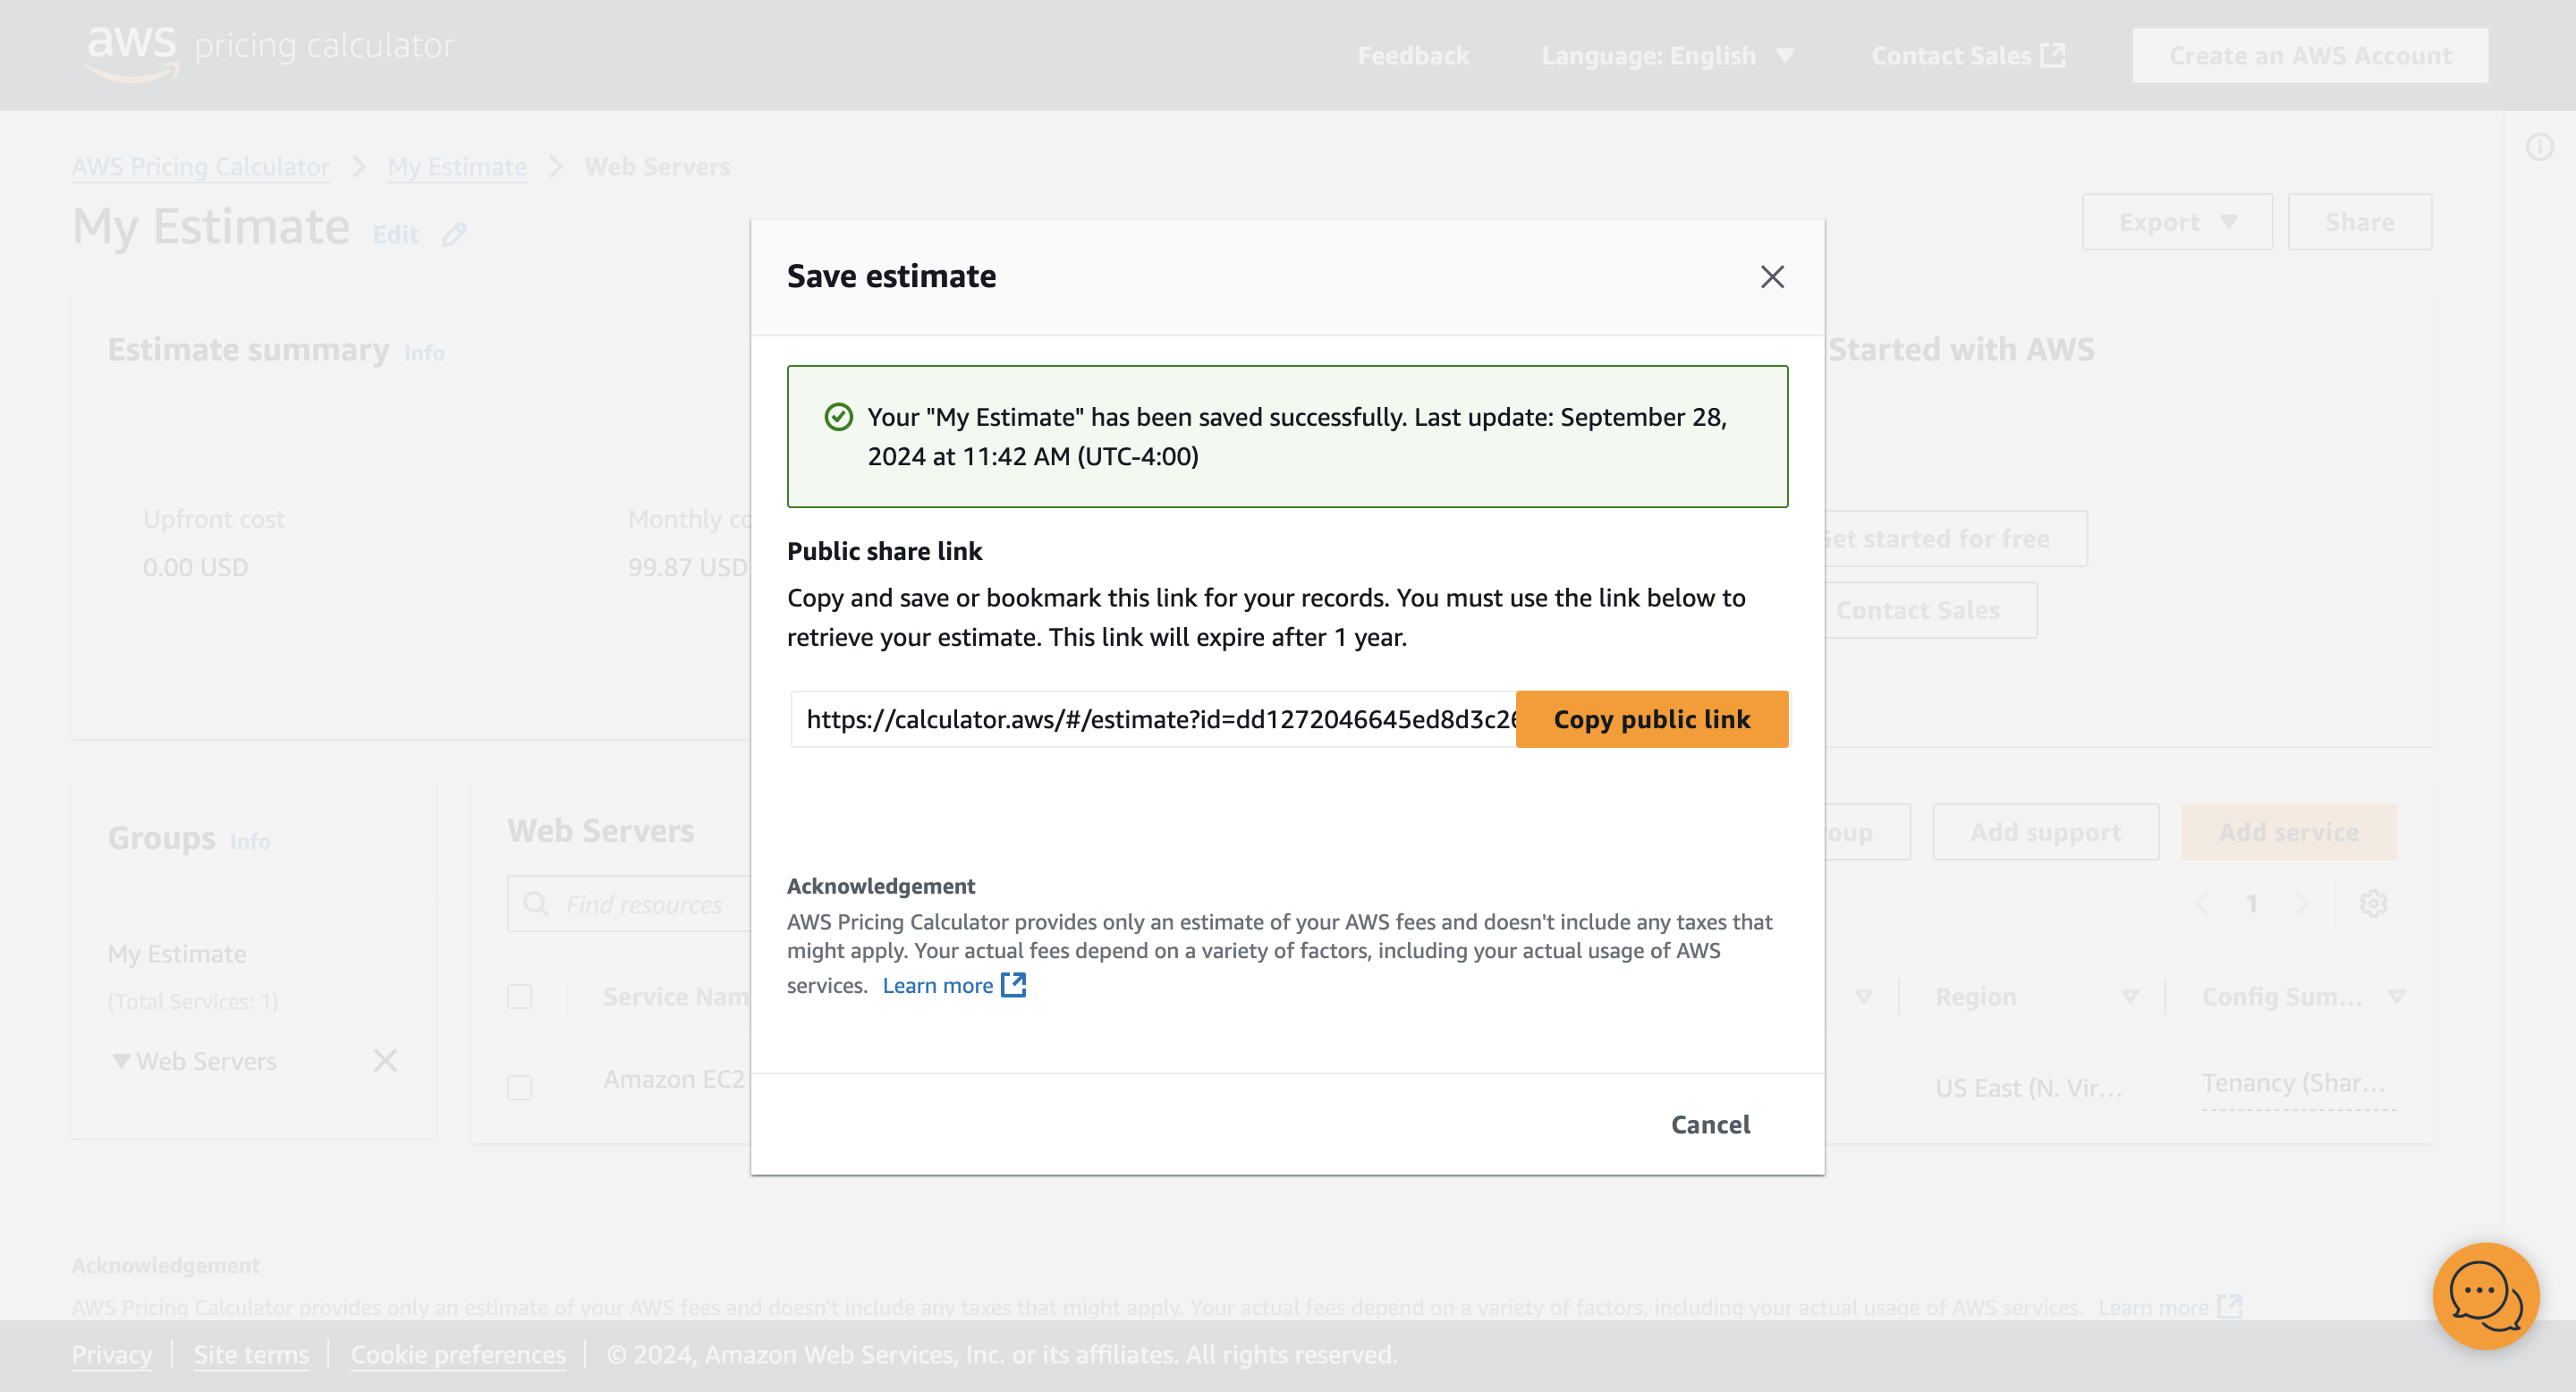 aws pricing calculator
Feedback
Language: English
Contact Sales
Create an AWS Account
AWS Pricing Calculator
My Estimate
Web Servers
My Estimate
Edit
Export
Share
Save estimate
Estimate summary
Info
Started with AWS
Your "My Estimate" has been saved successfully. Last update: September 28,
2024 at 11:42 AM (UTC-4:00)
Upfront cost
0.00 USD
Monthly
99.87 USD
Get started for free
Contact Sales
Public share link
Copy and save or bookmark this link for your records. You must use the link below to
retrieve your estimate. This link will expire after 1 year.
https://calculator.aws/#/estimate?id=dd1272046645ed8d3c26
Copy public link
Groups
Info
Web Servers
Add support
Add service
Find resources
1
My Estimate
(Total Services: 1)
Web Servers
Service Nam
Region
Config Sum...
Amazon EC2
US East (N. Vir...
Tenancy (Shar...
Acknowledgement
AWS Pricing Calculator provides only an estimate of your AWS fees and doesn't include any taxes that
might apply. Your actual fees depend on a variety of factors, including your actual usage of AWS
services. Learn more
Cancel
Acknowledgement
AWS Pricing Calculator provides only an estimate of your AWS fees and doesn't include any taxes that might apply. Your actual fees depend on a variety of factors, including your actual usage of AWS services. Learn more
Privacy
Site terms
Cookie preferences
© 2024, Amazon Web Services, Inc. or its affiliates. All rights reserved.